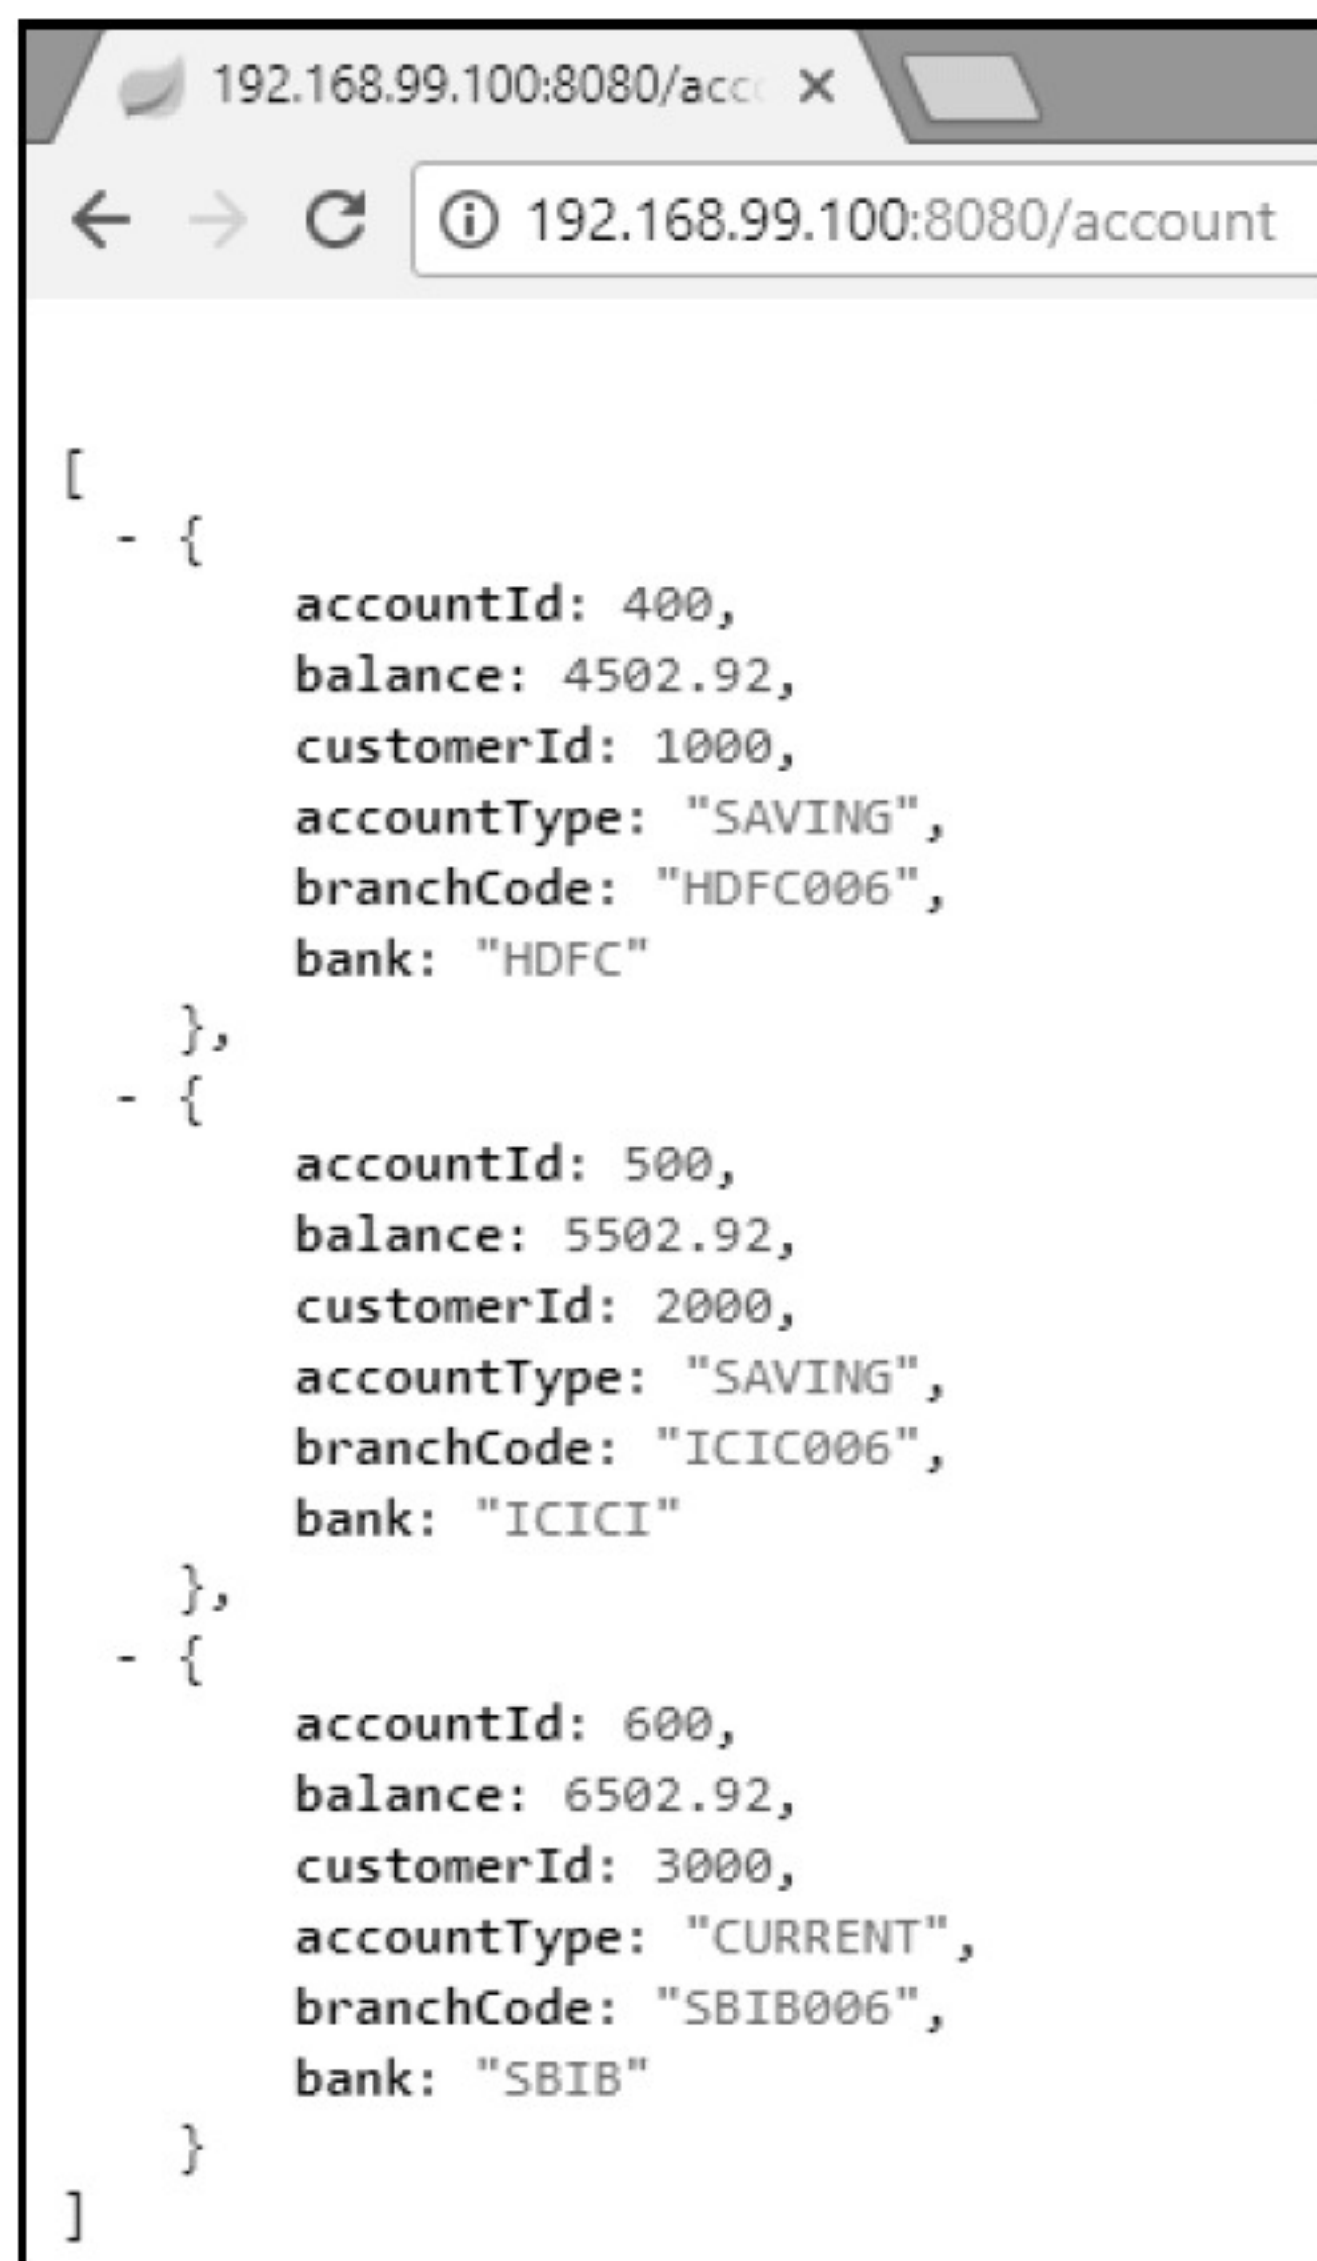 192.168.99.100:8080/acc
192.168.99.100:8080/account
[
- {
accountId: 400,
balance: 4502.92,
customerId: 1000,
accountType: "SAVING",
branchCode: "HDFC006",
bank: "HDFC"
},
- {
accountId: 500,
balance: 5502.92,
customerId: 2000,
accountType: "SAVING",
branchCode: "ICIC006",
bank: "ICICI"
},
- {
accountId: 600,
balance: 6502.92,
customerId: 3000,
accountType: "CURRENT",
branchCode: "SBIB006",
bank: "SBIB"
}
]